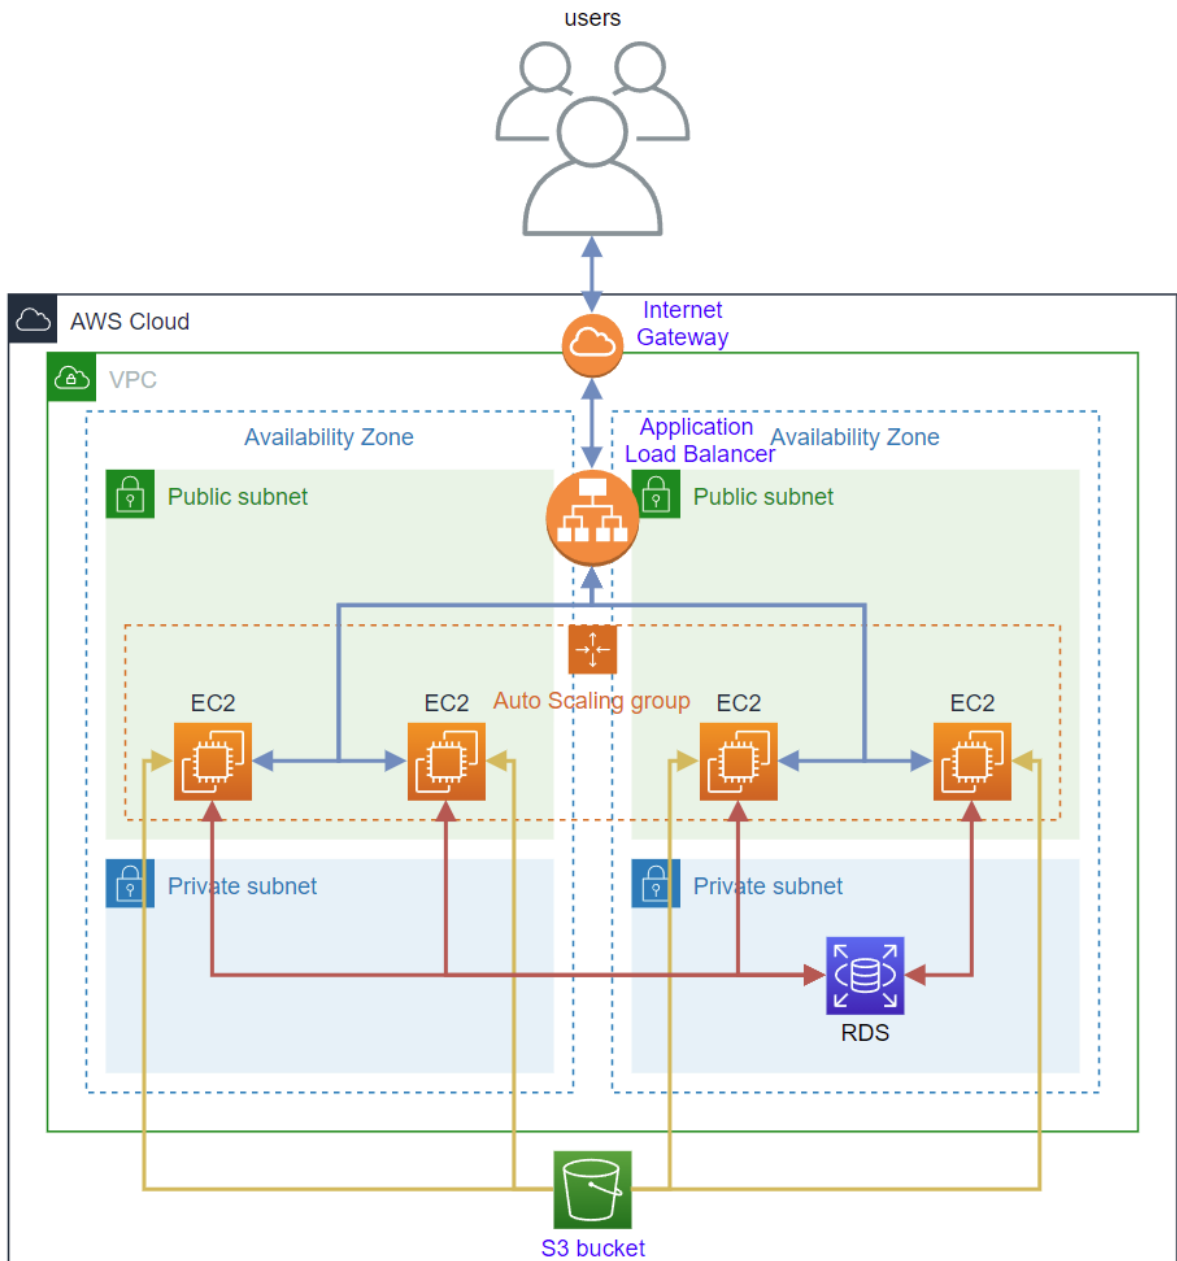 users
AWS Cloud
Internet
Gateway
VPC
Availability Zone
Application
Load Balancer
Availability Zone
Public subnet
Public subnet
EC2
EC2
Auto Scaling group
EC2
EC2
Private subnet
Private subnet
RDS
S3 bucket